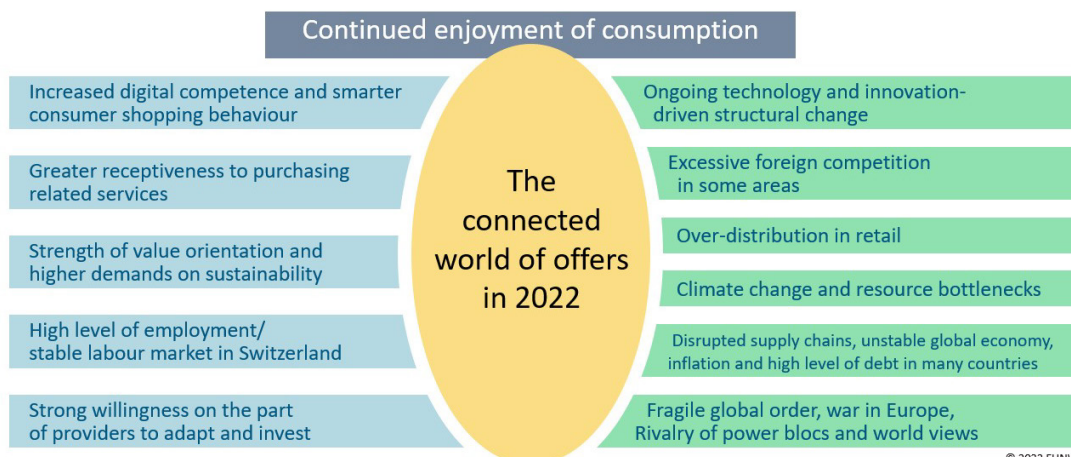 Continued enjoyment of consumption
Increased digital competence and smarter
consumer shopping behaviour
Greater receptiveness to purchasing
related services
Strength of value orientation and
higher demands on sustainability
High level of employment/
stable labour market in Switzerland
Strong willingness on the part
of providers to adapt and invest
The
connected
world of offers
in 2022
Ongoing technology and innovation-
driven structural change
Excessive foreign competition
in some areas
Over-distribution in retail
Climate change and resource bottlenecks
Disrupted supply chains, unstable global economy,
inflation and high level of debt in many countries
Fragile global order, war in Europe,
Rivalry of power blocs and world views
© 2022